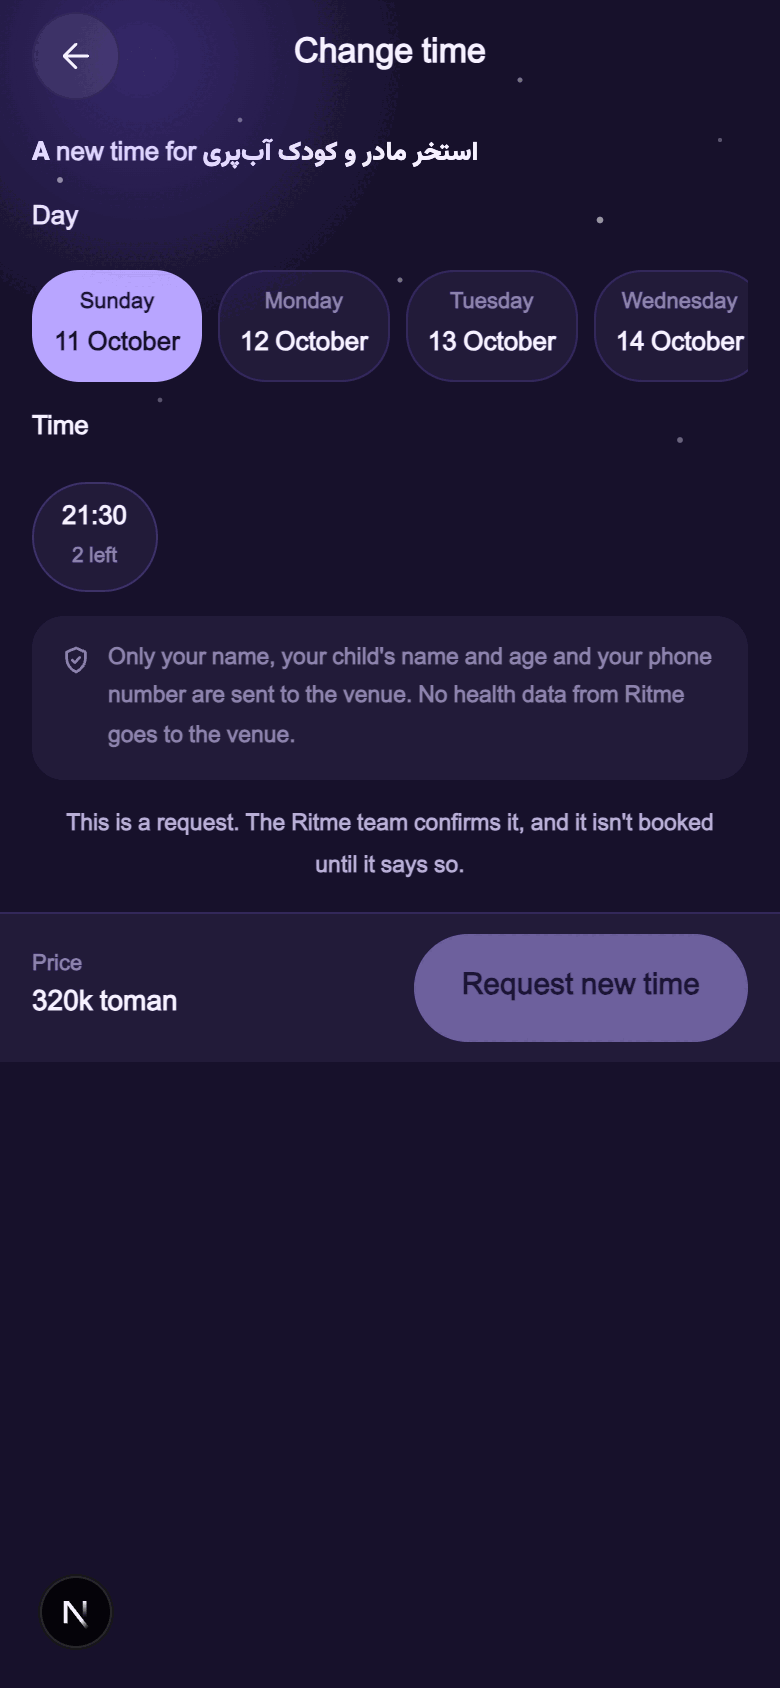 Change time
A new time for استخر مادر و کودک آب‌پری
Day
Sunday
11 October
Monday
12 October
Tuesday
13 October
Wednesday
14 October
Time
21:30
2 left
Only your name, your child's name and age and your phone
number are sent to the venue. No health data from Ritme
goes to the venue.
This is a request. The Ritme team confirms it, and it isn't booked
until it says so.
Price
320k toman
Request new time
N